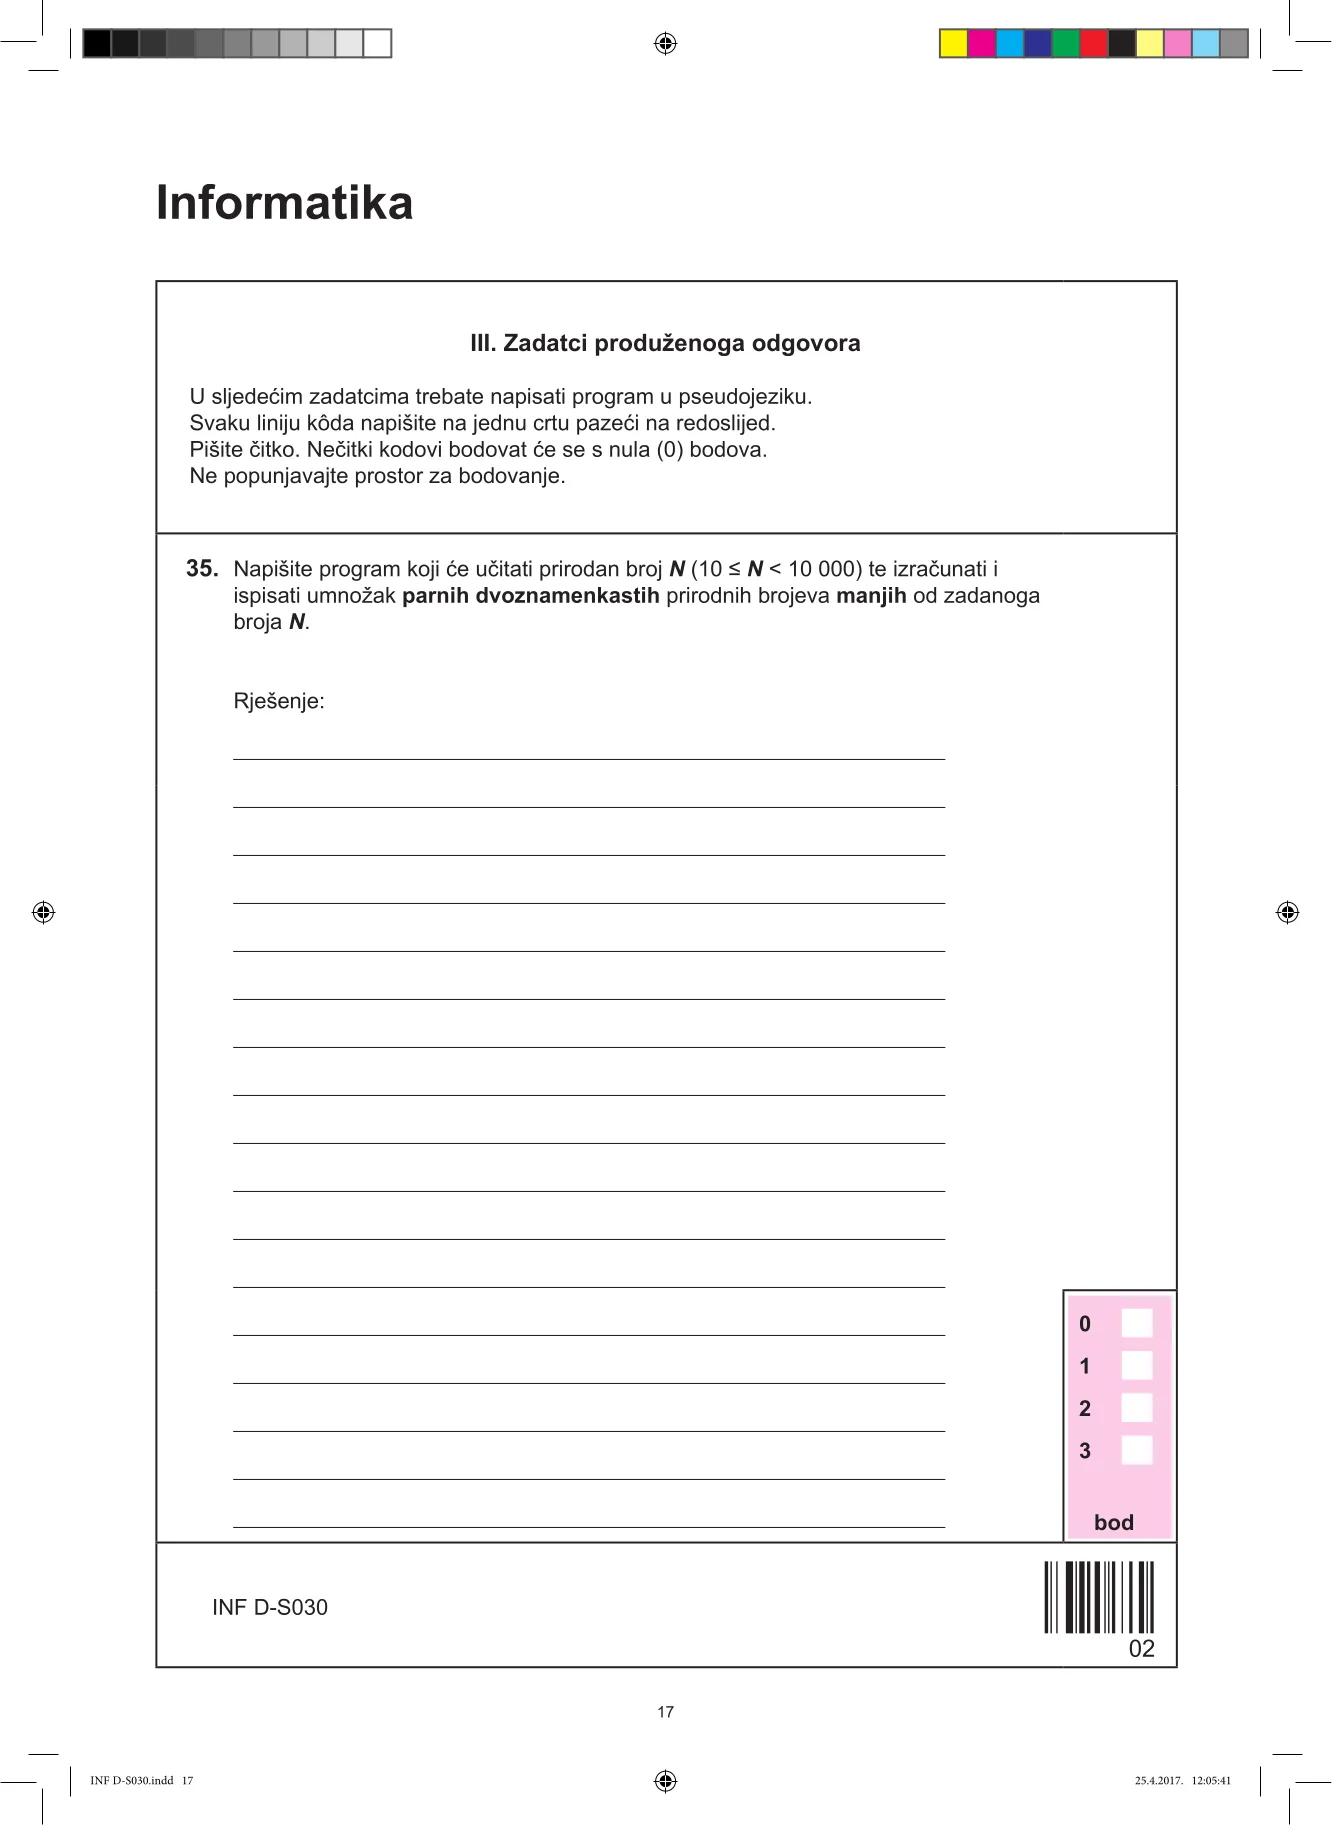 Informatika
III. Zadatci produženoga odgovora
U sljedećim zadatcima trebate napisati program u pseudojeziku.
Svaku liniju kôda napišite na jednu crtu pazeći na redoslijed.
Pišite čitko. Nečitki kodovi bodovat će se s nula (0) bodova.
Ne popunjavajte prostor za bodovanje.
35. Napišite program koji će učitati prirodan broj N (10 ≤ N < 10 000) te izračunati i
ispisati umnožak parnih dvoznamenkastih prirodnih brojeva manjih od zadanoga
broja N.
Rješenje:
0
1
2
3
bod
INF D-S030
02
17
INF D-S030.indd 17
25.4.2017. 12:05:41